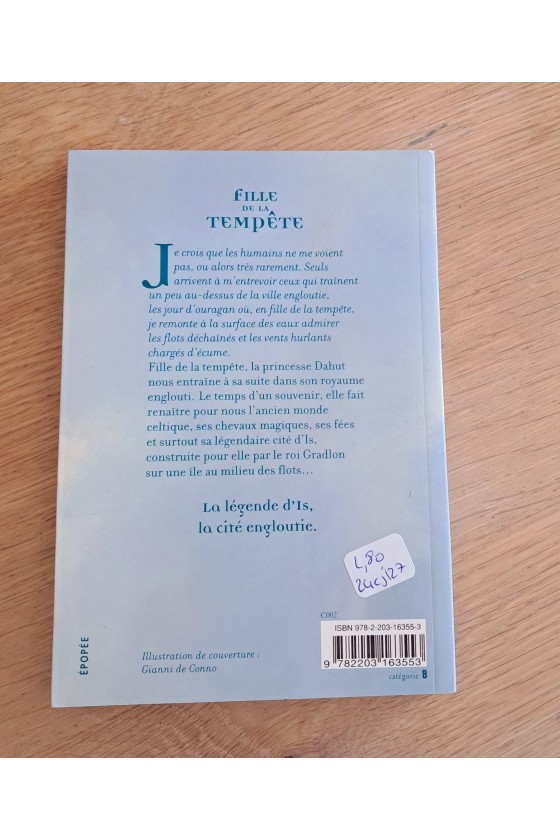 FILLE
DE LA
TEMPÊTE
Je crois que les humains ne me voient
pas, ou alors très rarement. Seuls
arrivent à m'entrevoir ceux qui traînent
un peu au-dessus de la ville engloutie,
les jour d'ouragan où, en fille de la tempête,
je remonte à la surface des eaux admirer
les flots déchaînés et les vents hurlants
chargés d'écume.
Fille de la tempête, la princesse Dahut
nous entraîne à sa suite dans son royaume
englouti. Le temps d'un souvenir, elle fait
renaître pour nous l'ancien monde
celtique, ses chevaux magiques, ses fées
et surtout sa légendaire cité d'Is,
construite pour elle par le roi Gradlon
sur une île au milieu des flots...
La légende d'Is,
la cité engloutie.
1,80
24cj127
C002
ISBN 978-2-203-16355-3
9 782203 163553
catégorie B
Illustration de couverture :
Gianni de Conno
ÉPOPÉE